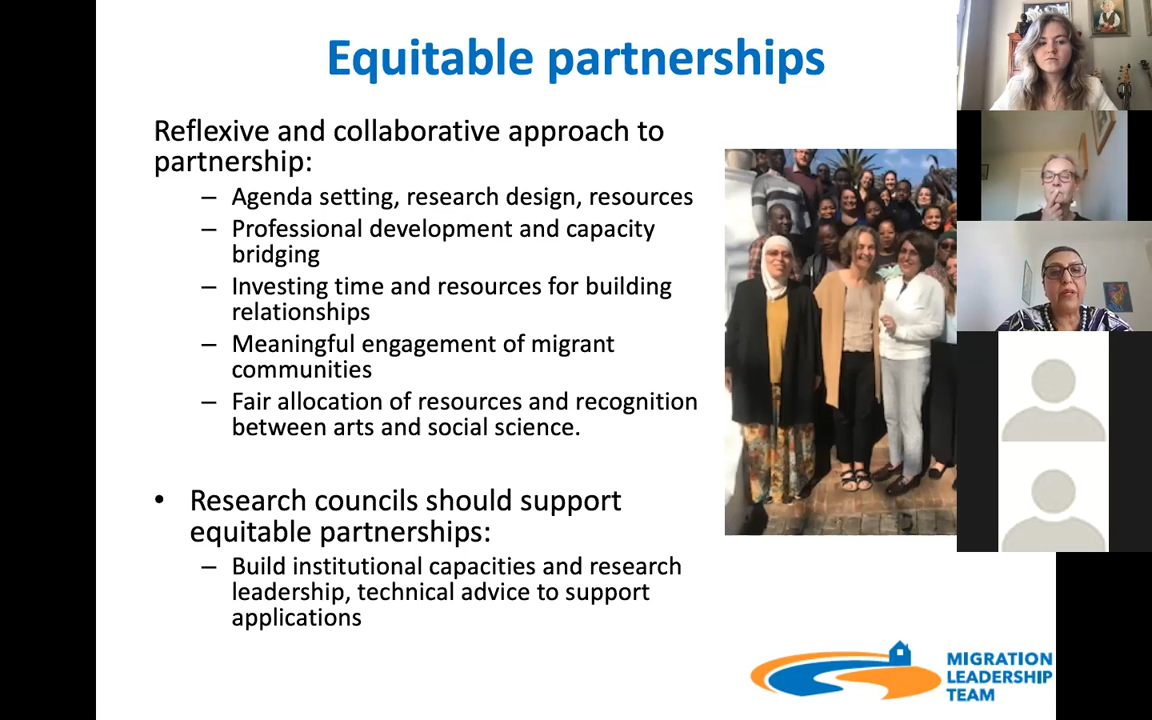 Equitable partnerships
Reflexive and collaborative approach to
partnership:
– Agenda setting, research design, resources
– Professional development and capacity
bridging
– Investing time and resources for building
relationships
– Meaningful engagement of migrant
communities
– Fair allocation of resources and recognition
between arts and social science.
• Research councils should support
equitable partnerships:
– Build institutional capacities and research
leadership, technical advice to support
applications
MIGRATION
LEADERSHIP
TEAM